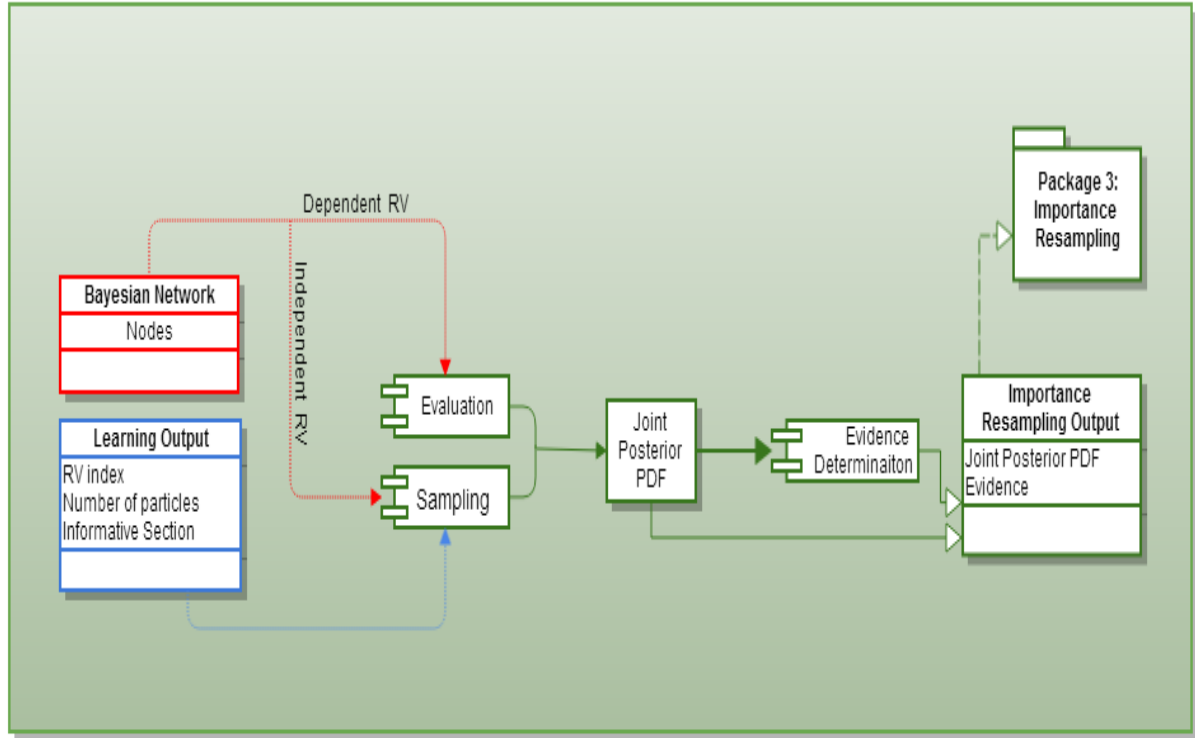 Package 3:
Importance
Resampling
Dependent RV
Independent RV
Bayesian Network
Nodes
Learning Output
RV index
Number of particles
Informative Section
Evaluation
Sampling
Joint
Posterior
PDF
Evidence
Determinaiton
Importance
Resampling Output
Joint Posterior PDF
Evidence